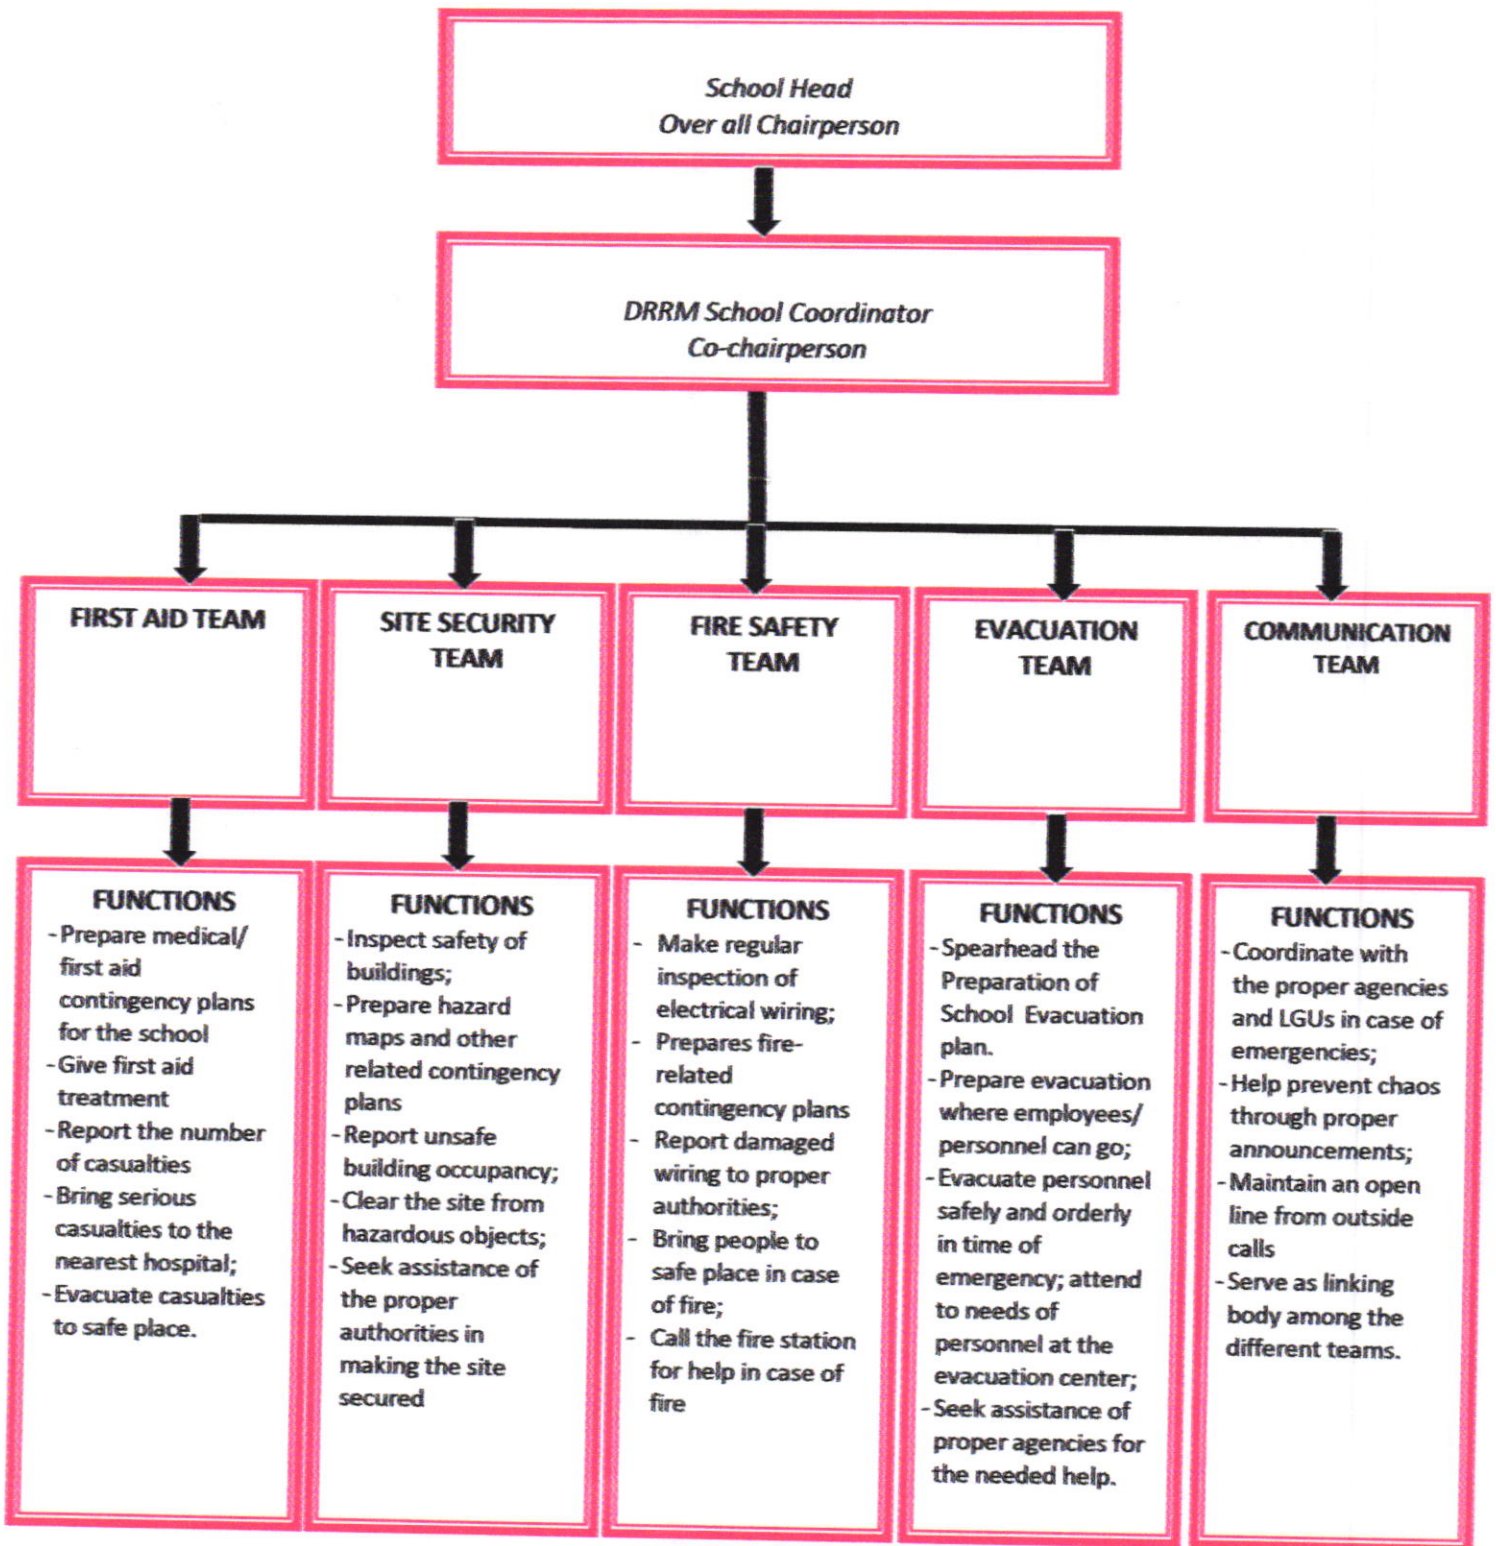 School Head
Over all Chairperson
DRRM School Coordinator
Co-chairperson
FIRST AID TEAM
SITE SECURITY
TEAM
FIRE SAFETY
TEAM
EVACUATION
TEAM
COMMUNICATION
TEAM
FUNCTIONS
- Prepare medical/
first aid
contingency plans
for the school
- Give first aid
treatment
- Report the number
of casualties
- Bring serious
casualties to the
nearest hospital;
- Evacuate casualties
to safe place.
FUNCTIONS
- Inspect safety of
buildings;
- Prepare hazard
maps and other
related contingency
plans
- Report unsafe
building occupancy;
- Clear the site from
hazardous objects;
- Seek assistance of
the proper
authorities in
making the site
secured
FUNCTIONS
- Make regular
inspection of
electrical wiring;
- Prepares fire-
related
contingency plans
- Report damaged
wiring to proper
authorities;
- Bring people to
safe place in case
of fire;
- Call the fire station
for help in case of
fire
FUNCTIONS
- Spearhead the
Preparation of
School Evacuation
plan.
- Prepare evacuation
where employees/
personnel can go;
- Evacuate personnel
safely and orderly
in time of
emergency; attend
to needs of
personnel at the
evacuation center;
- Seek assistance of
proper agencies for
the needed help.
FUNCTIONS
- Coordinate with
the proper agencies
and LGUs in case of
emergencies;
- Help prevent chaos
through proper
announcements;
- Maintain an open
line from outside
calls
- Serve as linking
body among the
different teams.